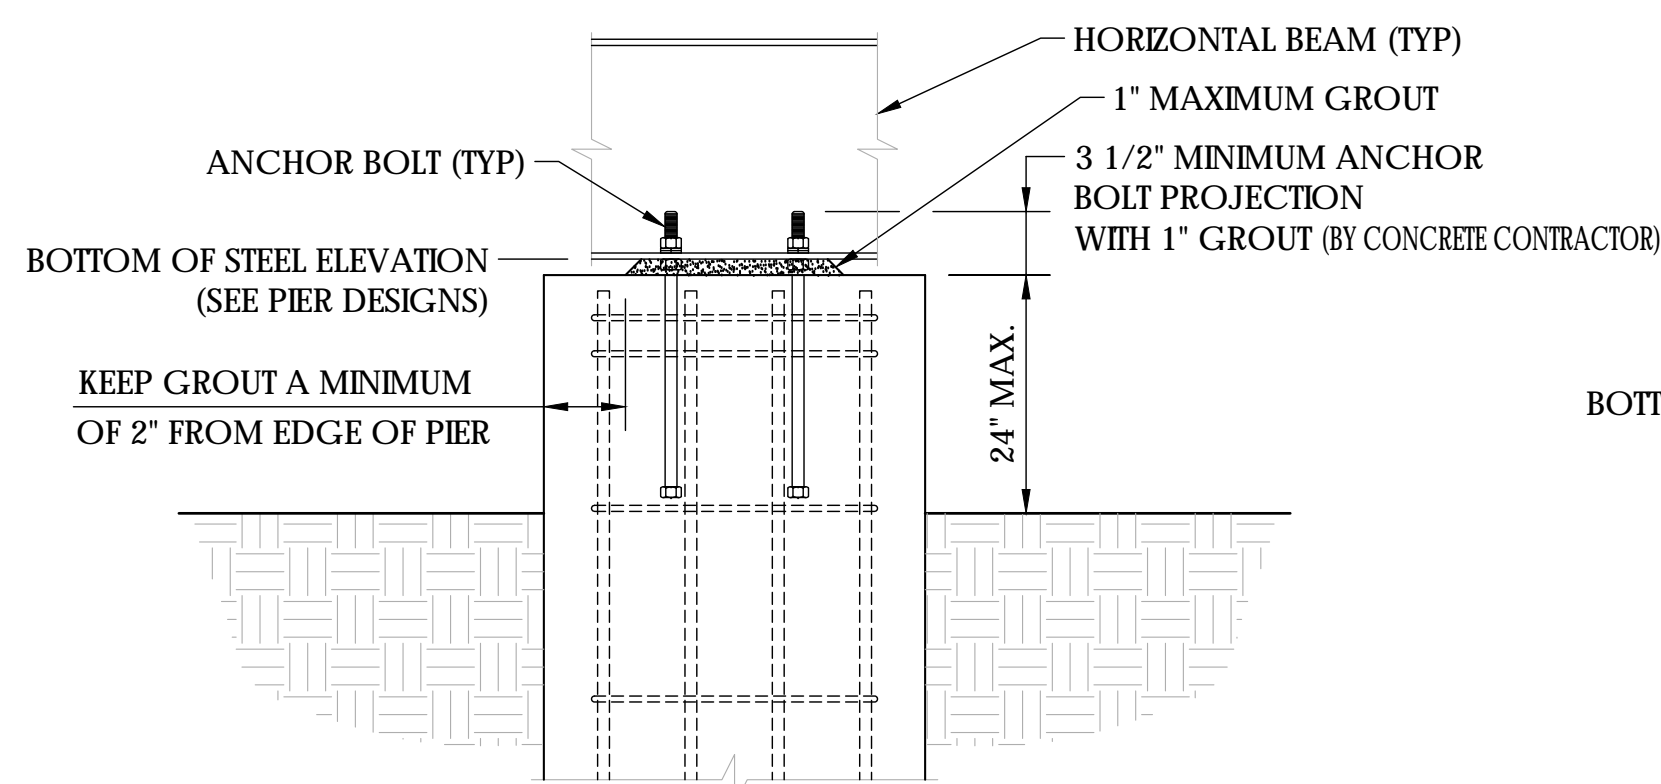 HORIZONTAL BEAM (TYP)
1" MAXIMUM GROUT
ANCHOR BOLT (TYP)
3 1/2" MINIMUM ANCHOR
BOLT PROJECTION
WITH 1" GROUT (BY CONCRETE CONTRACTOR)
BOTTOM OF STEEL ELEVATION
(SEE PIER DESIGNS)
24" MAX.
KEEP GROUT A MINIMUM
OF 2" FROM EDGE OF PIER
BOTT